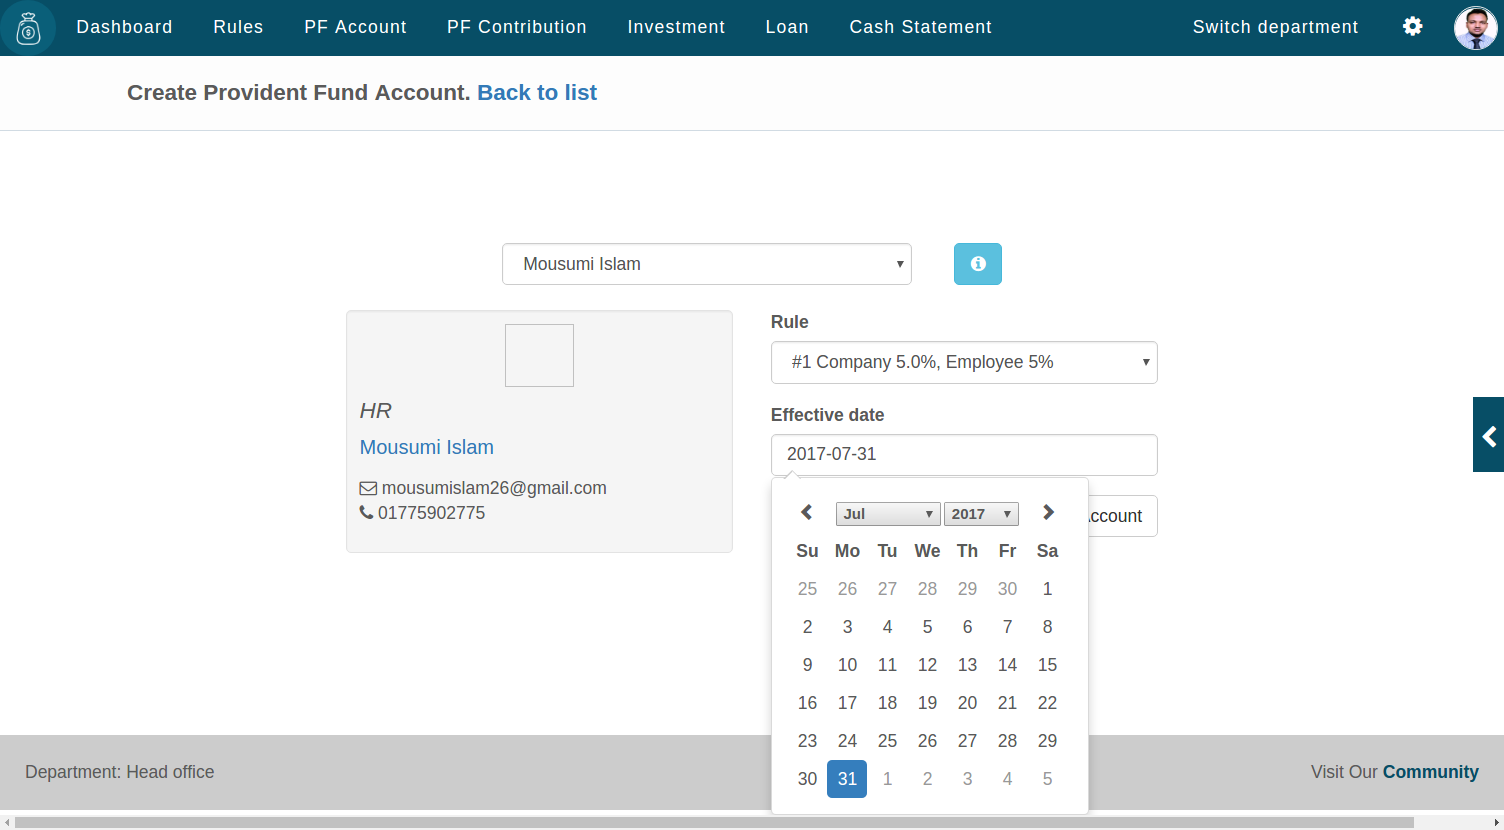 Dashboard Rules PF Account PF Contribution Investment Loan Cash Statement Switch department
Create Provident Fund Account. Back to list
Mousumi Islam
HR
Mousumi Islam
mousumislam26@gmail.com
01775902775
Rule
#1 Company 5.0%, Employee 5%
Effective date
2017-07-31
Account
Jul 2017
Su Mo Tu We Th Fr Sa
25 26 27 28 29 30 1
2 3 4 5 6 7 8
9 10 11 12 13 14 15
16 17 18 19 20 21 22
23 24 25 26 27 28 29
30 31 1 2 3 4 5
Department: Head office
Visit Our Community